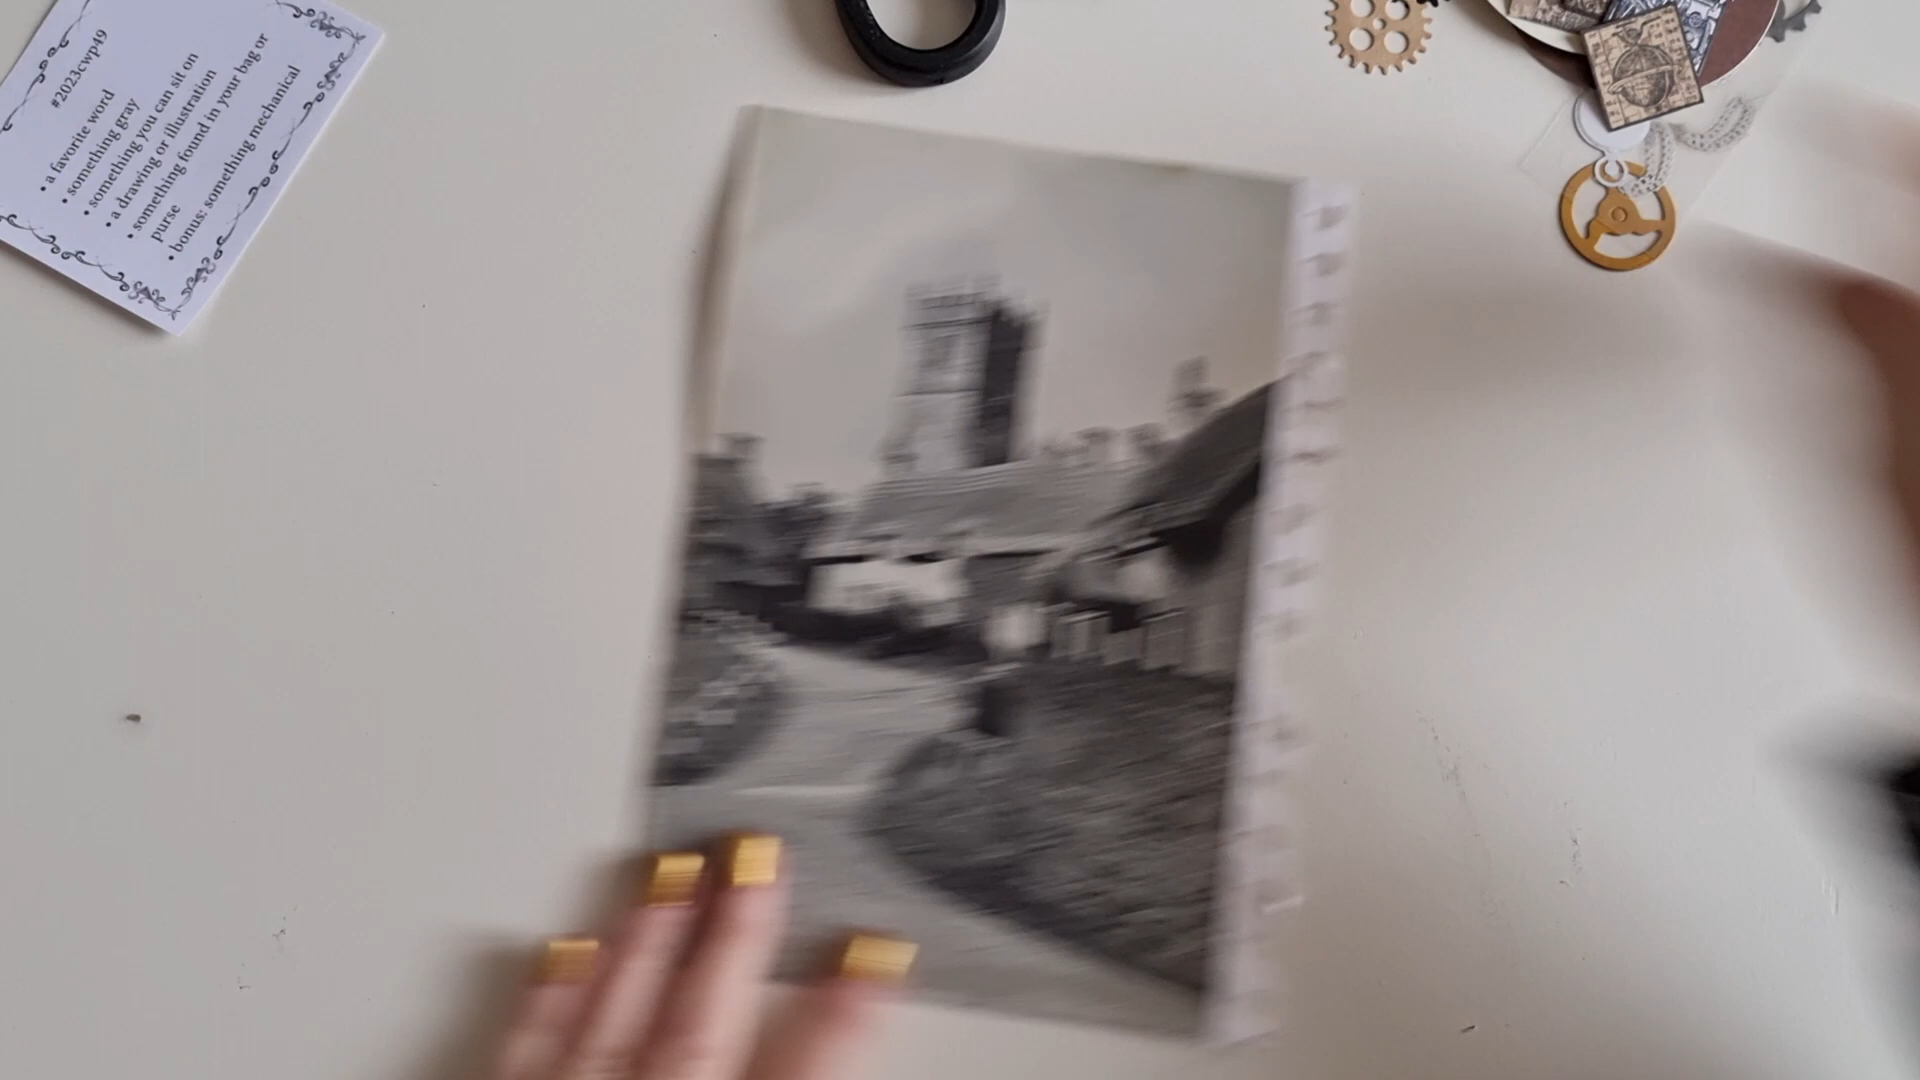 #2023cwp49
• a favorite word
• something gray
• something you can sit on
• a drawing or illustration
• something found in your bag or
purse
• bonus: something mechanical